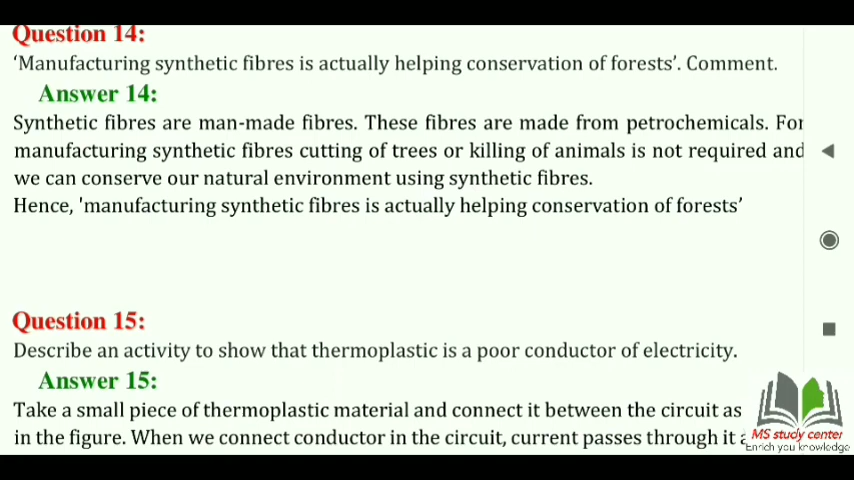 Question 14:
‘Manufacturing synthetic fibres is actually helping conservation of forests’. Comment.
Answer 14:
Synthetic fibres are man-made fibres. These fibres are made from petrochemicals. For
manufacturing synthetic fibres cutting of trees or killing of animals is not required and
we can conserve our natural environment using synthetic fibres.
Hence, 'manufacturing synthetic fibres is actually helping conservation of forests’
Question 15:
Describe an activity to show that thermoplastic is a poor conductor of electricity.
Answer 15:
Take a small piece of thermoplastic material and connect it between the circuit as
in the figure. When we connect conductor in the circuit, current passes through it
MS study center
Enrich you knowledge